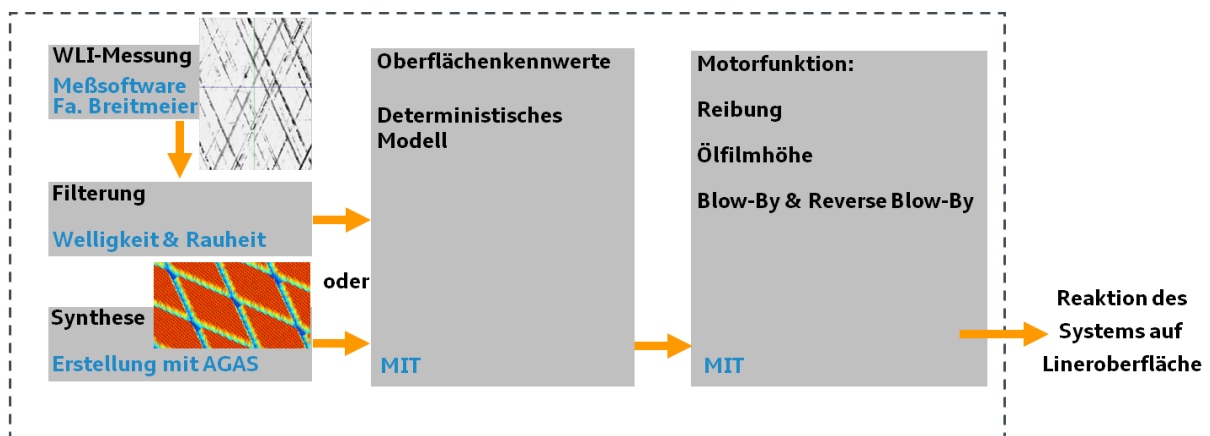 WLI-Messung
Meßsoftware
Fa. Breitmeier
Filterung
Welligkeit & Rauheit
Synthese
Erstellung mit AGAS
oder
Oberflächenkennwerte
Deterministisches
Modell
MIT
Motorfunktion:
Reibung
Ölfilmhöhe
Blow-By & Reverse Blow-By
MIT
Reaktion des
Systems auf
Lineroberfläche